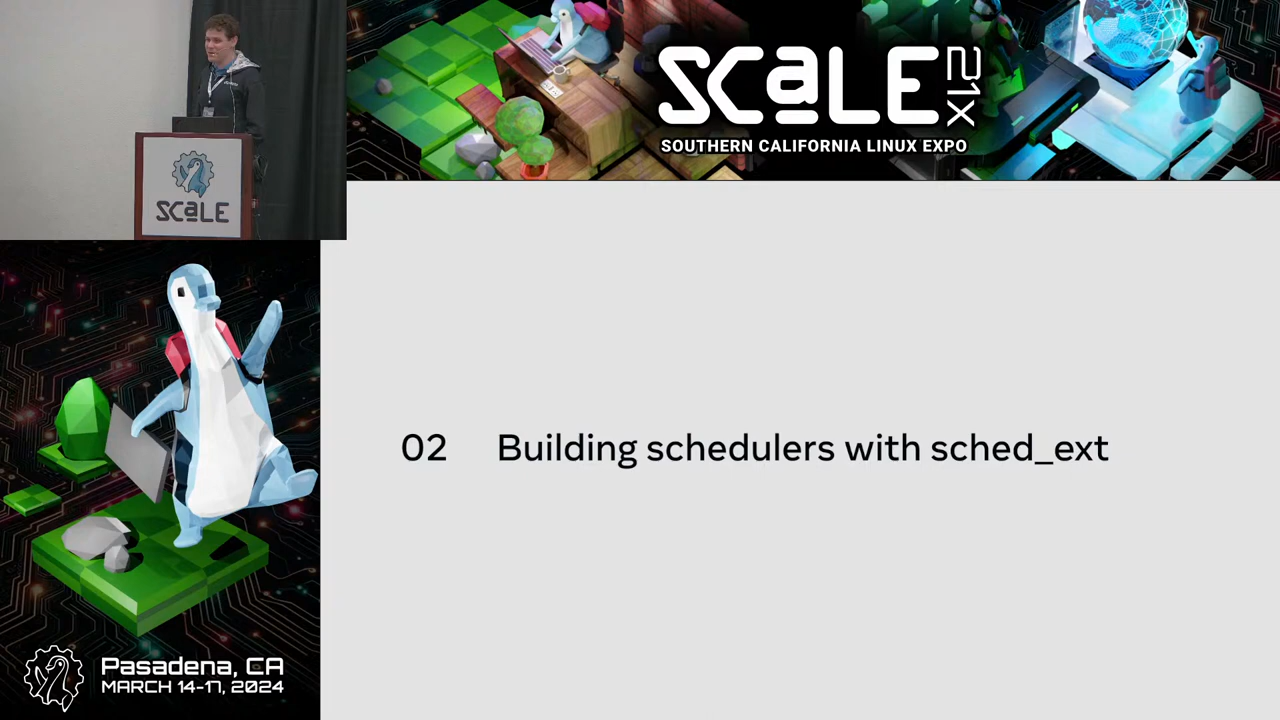 SCaLE
21X
SOUTHERN CALIFORNIA LINUX EXPO
SCaLE
02 Building schedulers with sched_ext
Pasadena, CA
MARCH 14-17, 2024